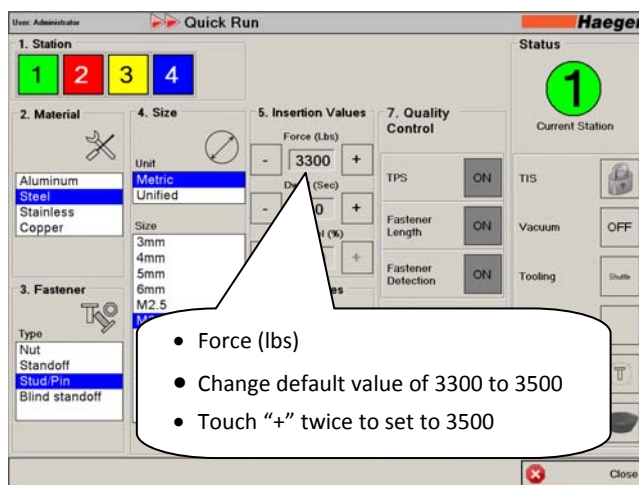 User: Administrator
Quick Run
Haeger
1. Station
1
2
3
4
Status
1
Current Station
2. Material
Aluminum
Steel
Stainless
Copper
3. Fastener
Type
Nut
Standoff
Stud/Pin
Blind standoff
4. Size
Unit
Metric
Unified
Size
3mm
4mm
5mm
6mm
M2.5
5. Insertion Values
Force (Lbs)
- 3300 +
(Sec)
- +
(%)
+
7. Quality
Control
TPS ON
Fastener
Length ON
Fastener
Detection ON
TIS
Vacuum OFF
Tooling Shuttle
T
• Force (lbs)
• Change default value of 3300 to 3500
• Touch “+” twice to set to 3500
Close